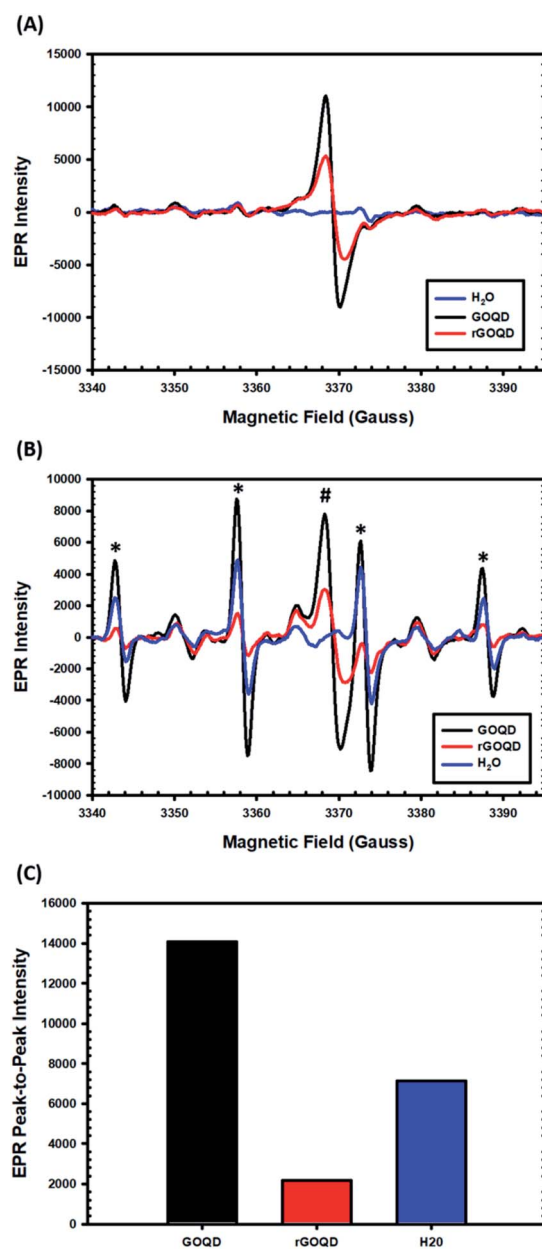 (A)
15000
10000
5000
0
-5000
-10000
-15000
EPR Intensity
H₂O
GOQD
rGOQD
3340 3350 3360 3370 3380 3390
Magnetic Field (Gauss)
(B)
10000
8000
6000
4000
2000
0
-2000
-4000
-6000
-8000
-10000
EPR Intensity
* * # * *
GOQD
rGOQD
H₂O
3340 3350 3360 3370 3380 3390
Magnetic Field (Gauss)
(C)
16000
14000
12000
10000
8000
6000
4000
2000
0
EPR Peak-to-Peak Intensity
GOQD rGOQD H20